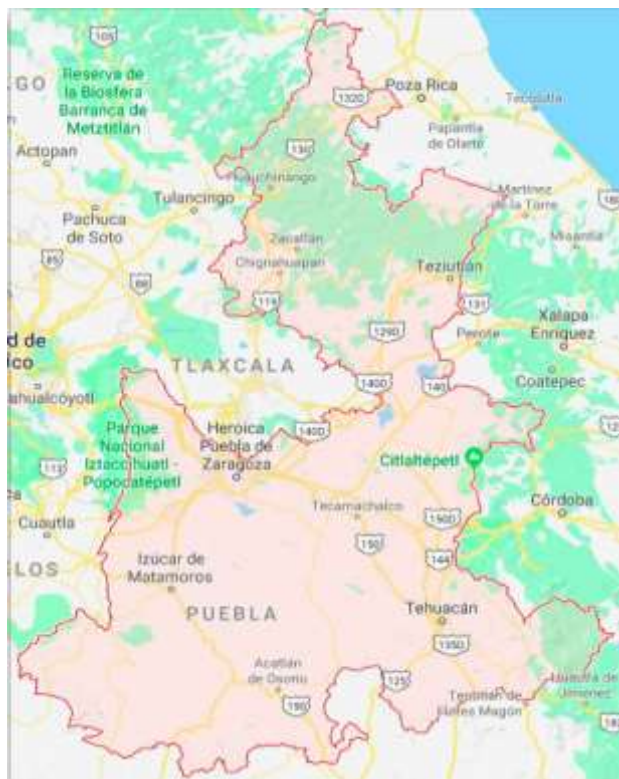 105
Reserva de
la Biosfera
Barranca de
Metztitlán
GO
Actopan
Poza Rica
132D
Tecolutla
Papantla
de Olarte
130
Huauchinango
Tulancingo
Pachuca
de Soto
Martínez
de la Torre
180
Misantla
Zacatlán
Chignahuapan
Teziutlán
85
88
119
131
129D
Xalapa
Enríquez
Perote
d de
ico
TLAXCALA
Coatepec
140D
140
ahualcóyotl
Parque
Nacional
Iztaccíhuatl -
Popocatépetl
Heroica
Puebla de
Zaragoza
140D
Citlaltépetl
113
Cuautla
Tecamachalco
Córdoba
150D
150
144
Izúcar de
Matamoros
LOS
PUEBLA
Tehuacán
135D
Acatlán
de Osorio
125
190
Teotitlán de
Flores Magón
Jiménez